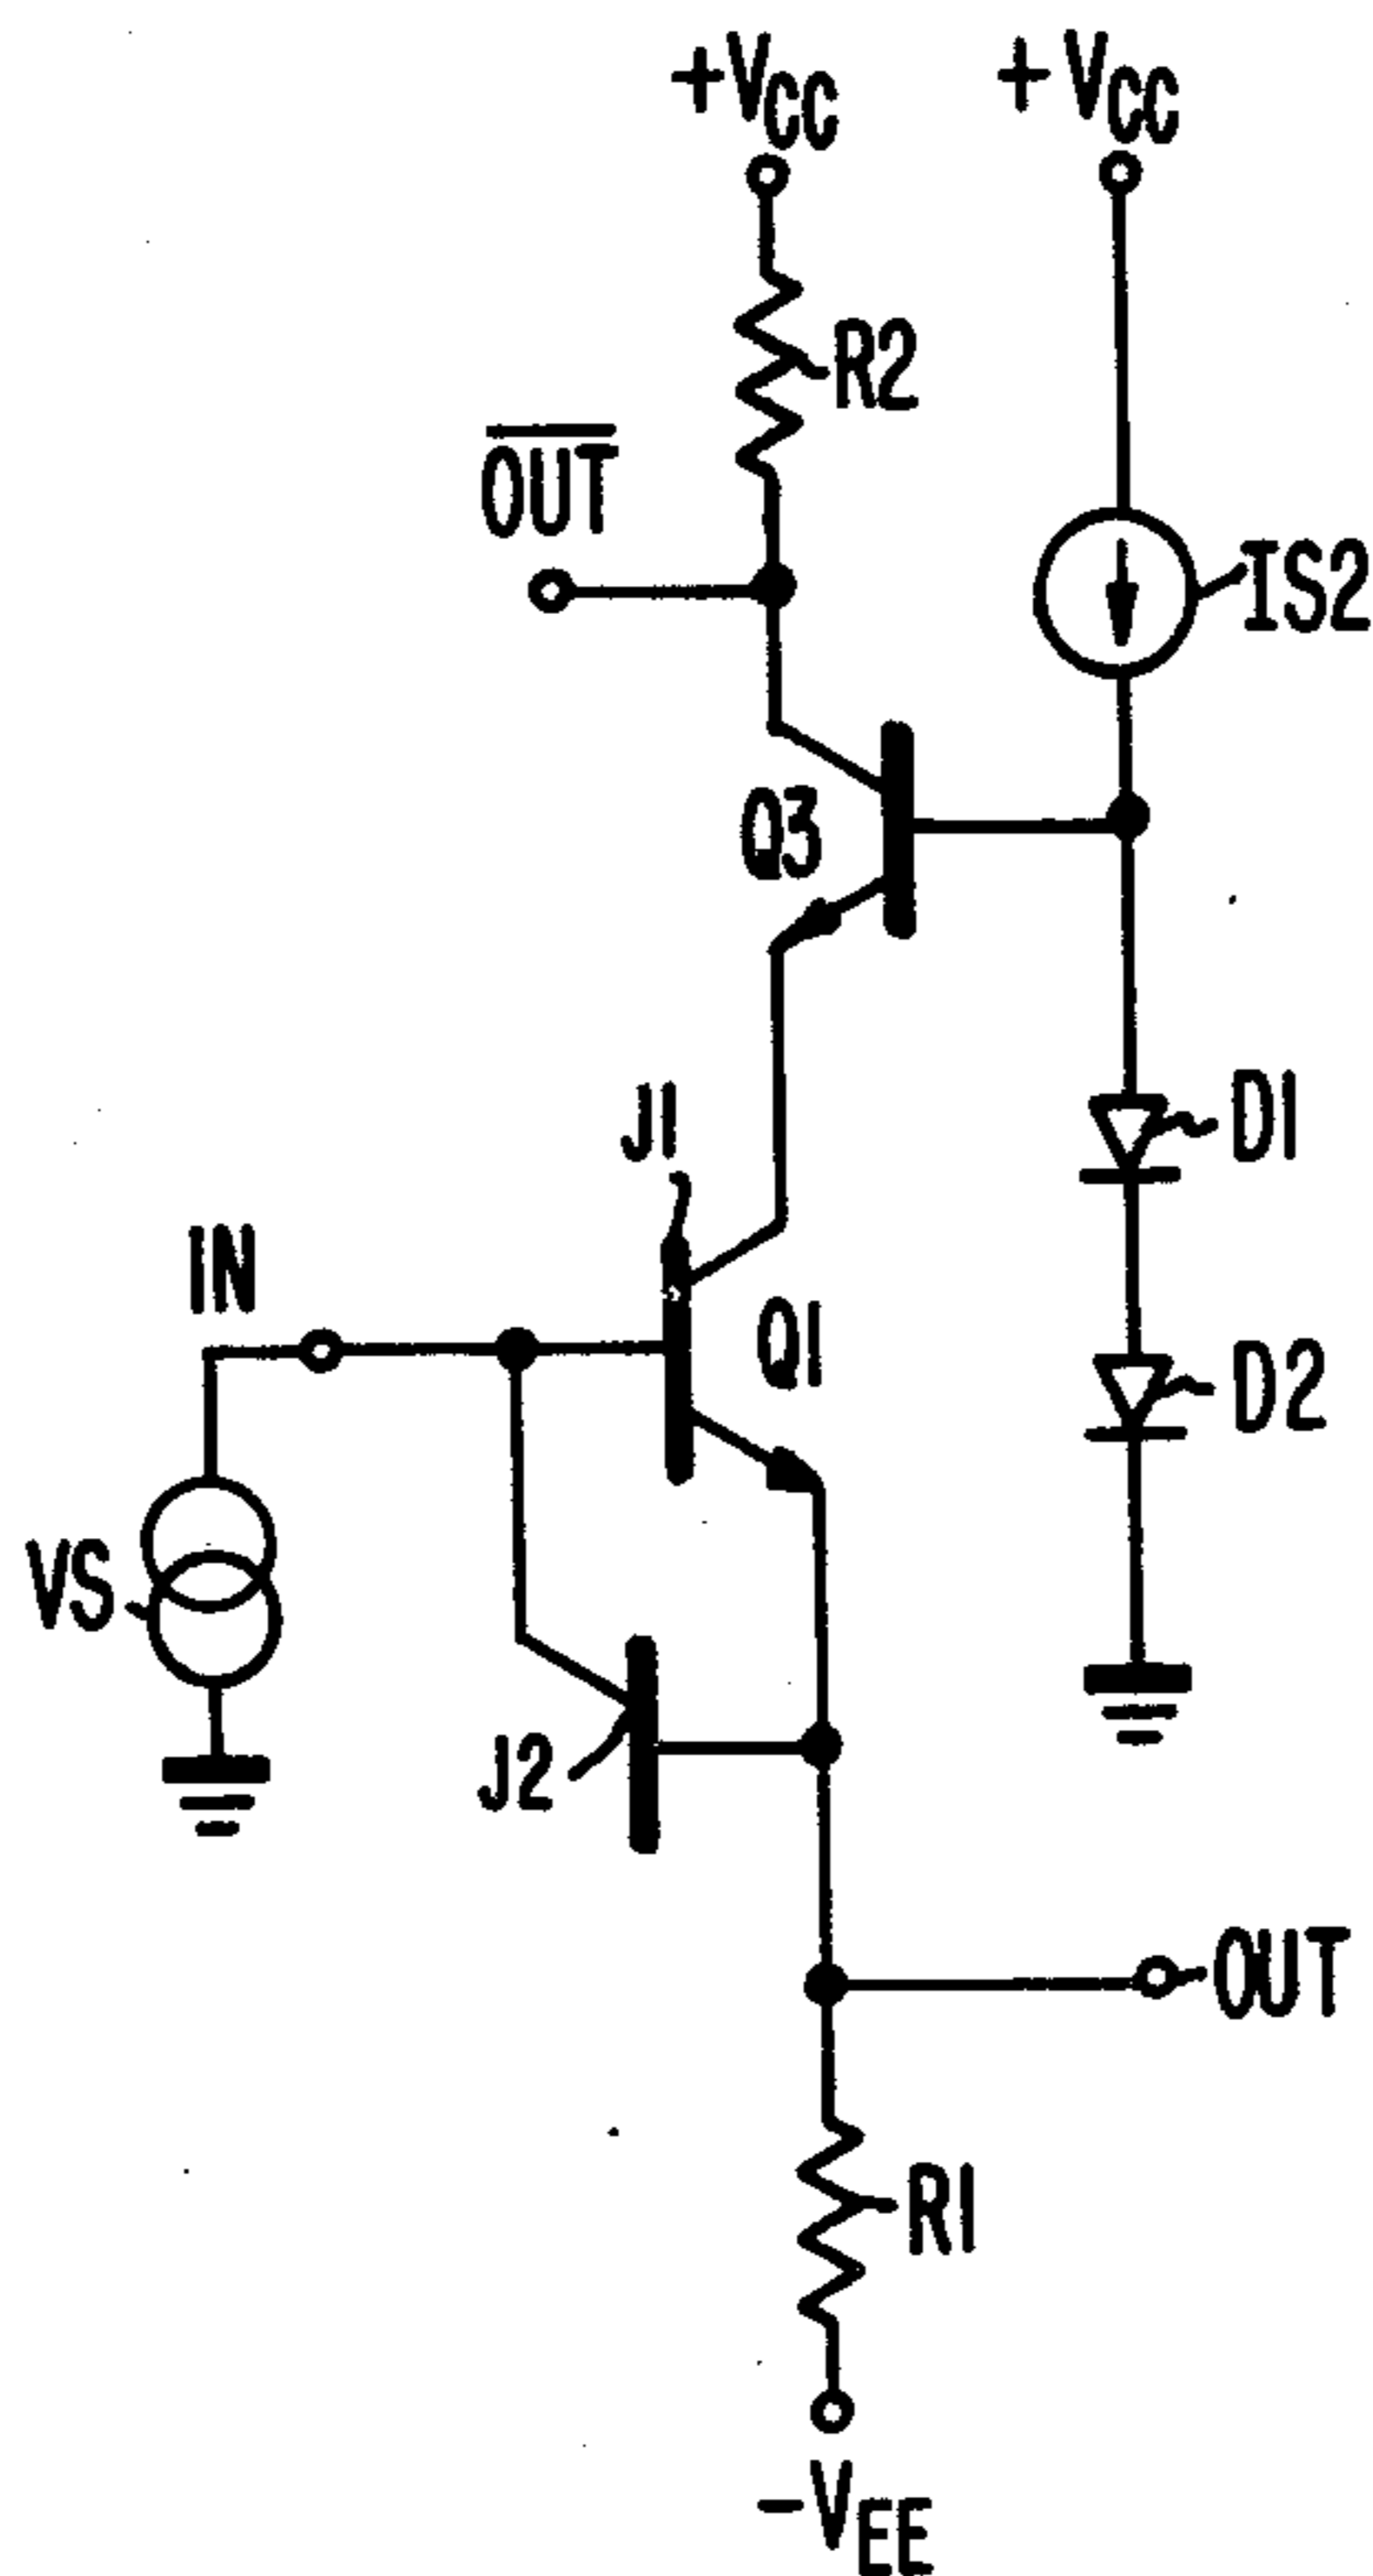 +VCC
+VCC
R2
OUT
IS2
Q3
J1
D1
IN
Q1
D2
VS
J2
OUT
R1
-VEE